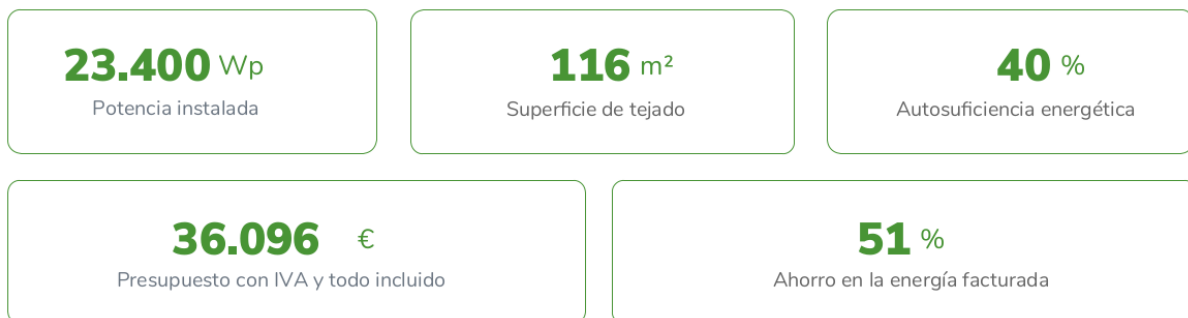 23.400 Wp
Potencia instalada
116 m²
Superficie de tejado
40 %
Autosuficiencia energética
36.096 €
Presupuesto con IVA y todo incluido
51 %
Ahorro en la energía facturada